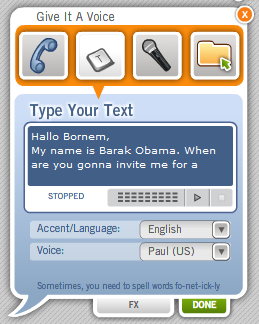 Give It A Voice
X
T
Type Your Text
Hallo Bornem,
My name is Barak Obama. When
are you gonna invite me for a
STOPPED
Accent/Language: English
Voice: Paul (US)
Sometimes, you need to spell words fo-net-ick-ly
FX DONE